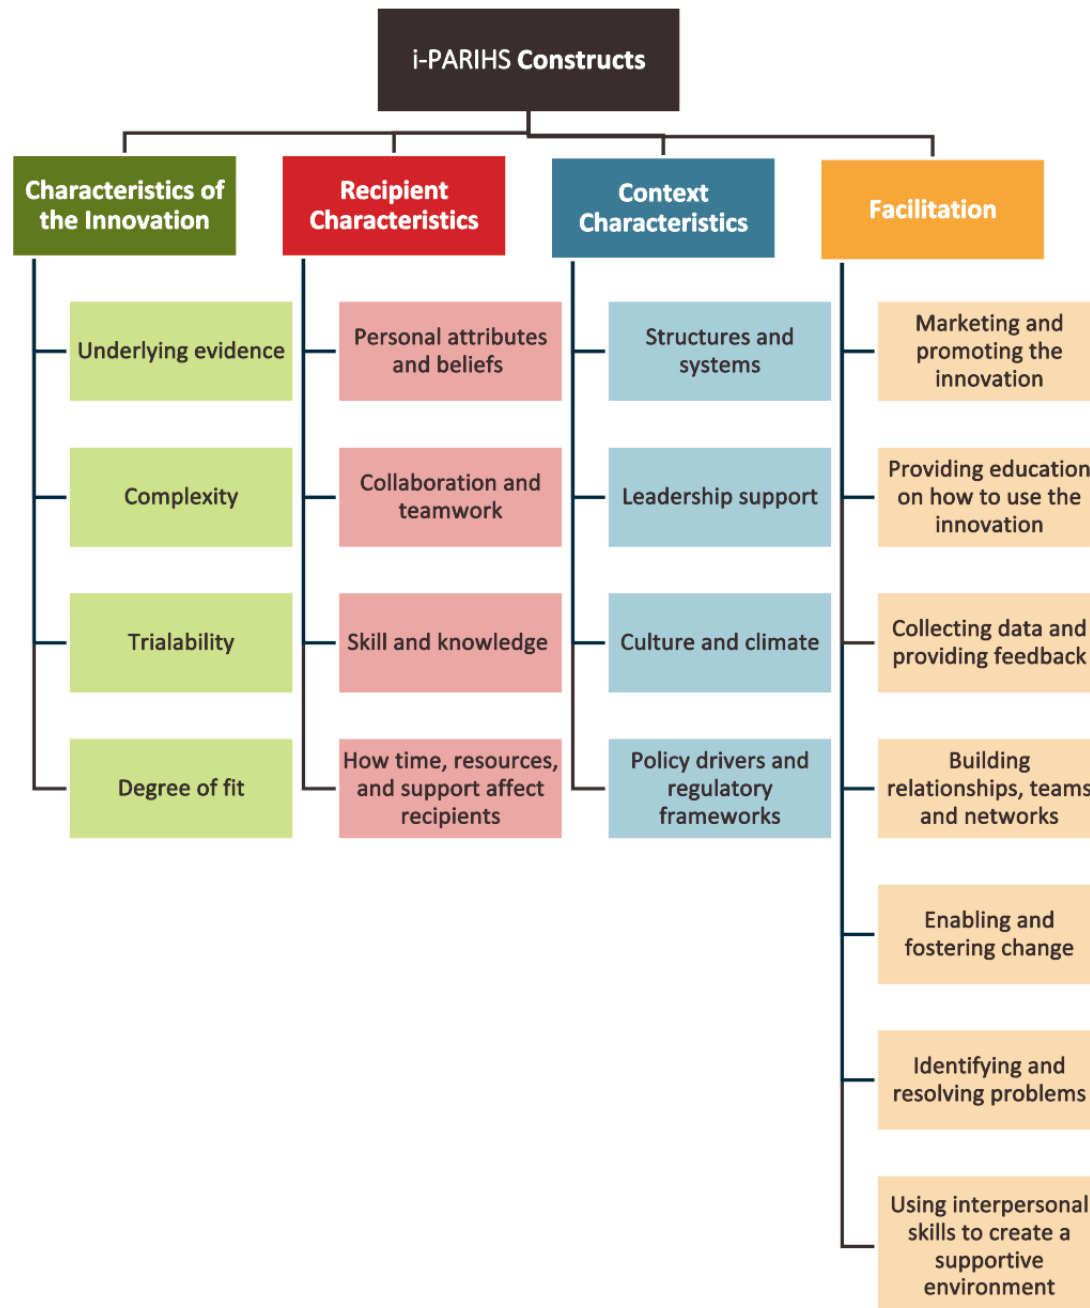 i-PARIHS Constructs
Characteristics of
the Innovation
Underlying evidence
Complexity
Trialability
Degree of fit
Recipient
Characteristics
Personal attributes
and beliefs
Collaboration and
teamwork
Skill and knowledge
How time, resources,
and support affect
recipients
Context
Characteristics
Structures and
systems
Leadership support
Culture and climate
Policy drivers and
regulatory
frameworks
Facilitation
Marketing and
promoting the
innovation
Providing education
on how to use the
innovation
Collecting data and
providing feedback
Building
relationships, teams
and networks
Enabling and
fostering change
Identifying and
resolving problems
Using interpersonal
skills to create a
supportive
environment